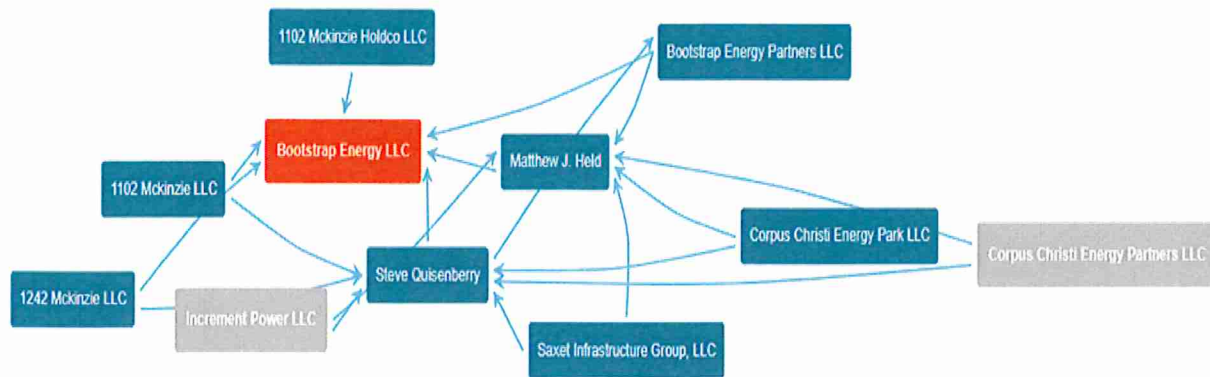 1102 Mckinzie Holdco LLC
Bootstrap Energy Partners LLC
Bootstrap Energy LLC
Matthew J. Held
1102 Mckinzie LLC
Corpus Christi Energy Park LLC
Corpus Christi Energy Partners LLC
Steve Quisenberry
1242 Mckinzie LLC
Increment Power LLC
Saxet Infrastructure Group, LLC